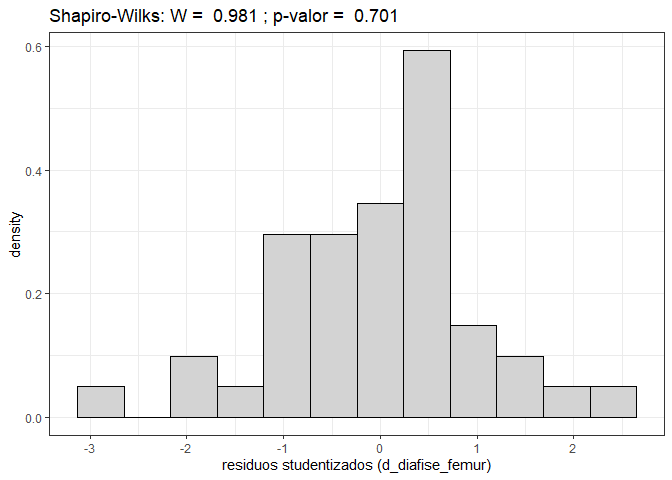 Shapiro-Wilks: W =  0.981 ; p-valor =  0.701
density
0.6
0.4
0.2
0.0
-3 -2 -1 0 1 2
residuos studentizados (d_diafise_femur)